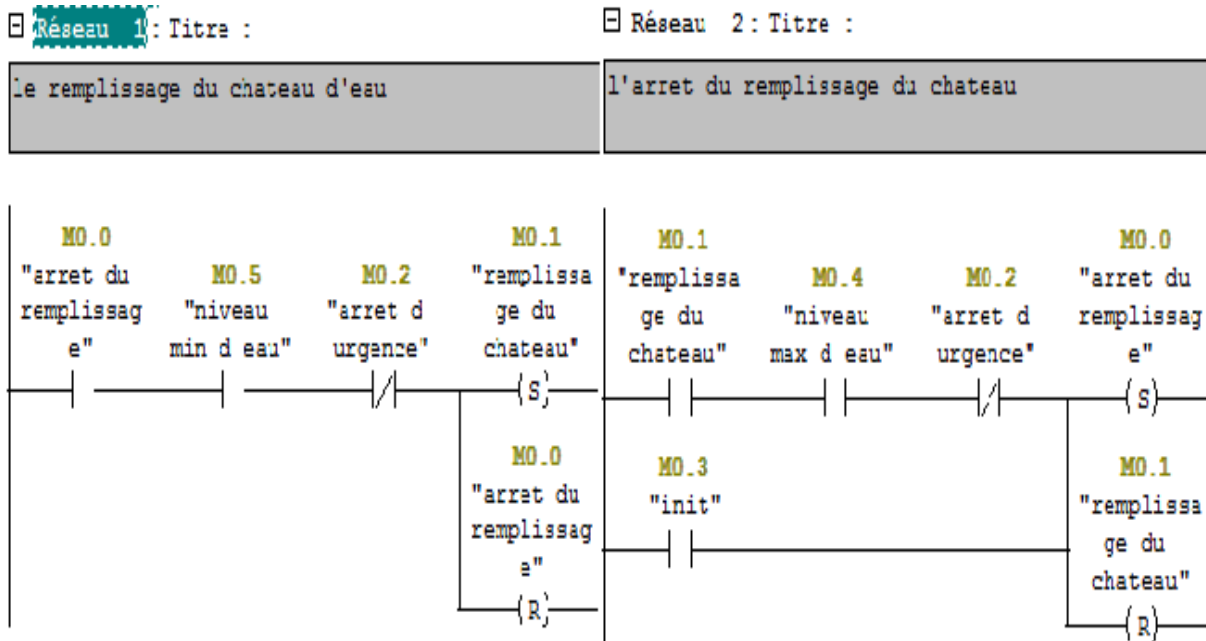 Réseau 1: Titre :
le remplissage du chateau d'eau
M0.0
"arret du
remplissag
e"
M0.5
"niveau
min d eau"
M0.2
"arret d
urgence"
M0.1
"remplissa
ge du
chateau"
S
M0.0
"arret du
remplissag
e"
R
Réseau 2: Titre :
l'arret du remplissage du chateau
M0.1
"remplissa
ge du
chateau"
M0.4
"niveau
max d eau"
M0.2
"arret d
urgence"
M0.0
"arret du
remplissag
e"
S
M0.3
"init"
M0.1
"remplissa
ge du
chateau"
R